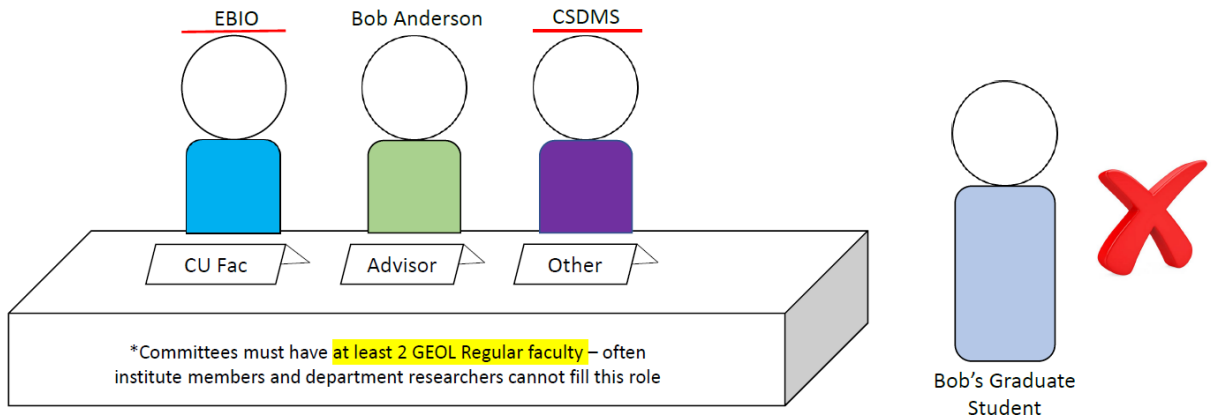 EBIO
Bob Anderson
CSDMS
CU Fac
Advisor
Other
*Committees must have at least 2 GEOL Regular faculty – often
institute members and department researchers cannot fill this role
Bob's Graduate
Student